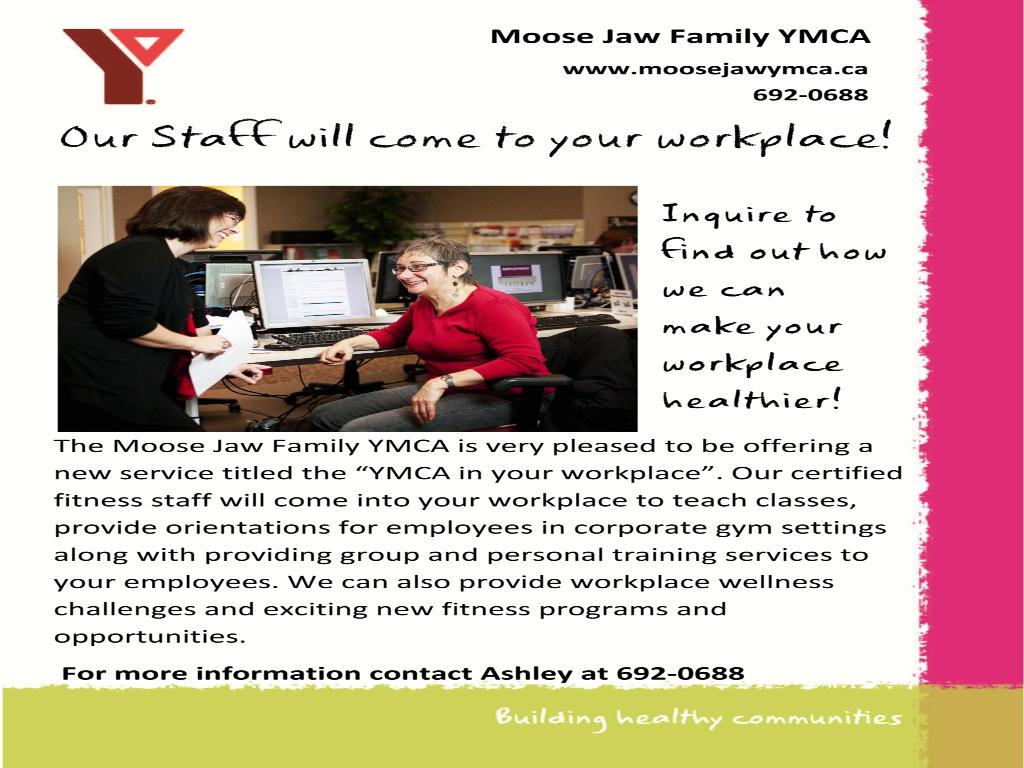 Moose Jaw Family YMCA
www.moosejawymca.ca
692-0688
Our Staff will come to your workplace!
Inquire to
find out how
we can
make your
workplace
healthier!
The Moose Jaw Family YMCA is very pleased to be offering a
new service titled the “YMCA in your workplace”. Our certified
fitness staff will come into your workplace to teach classes,
provide orientations for employees in corporate gym settings
along with providing group and personal training services to
your employees. We can also provide workplace wellness
challenges and exciting new fitness programs and
opportunities.
For more information contact Ashley at 692-0688
Building healthy communities